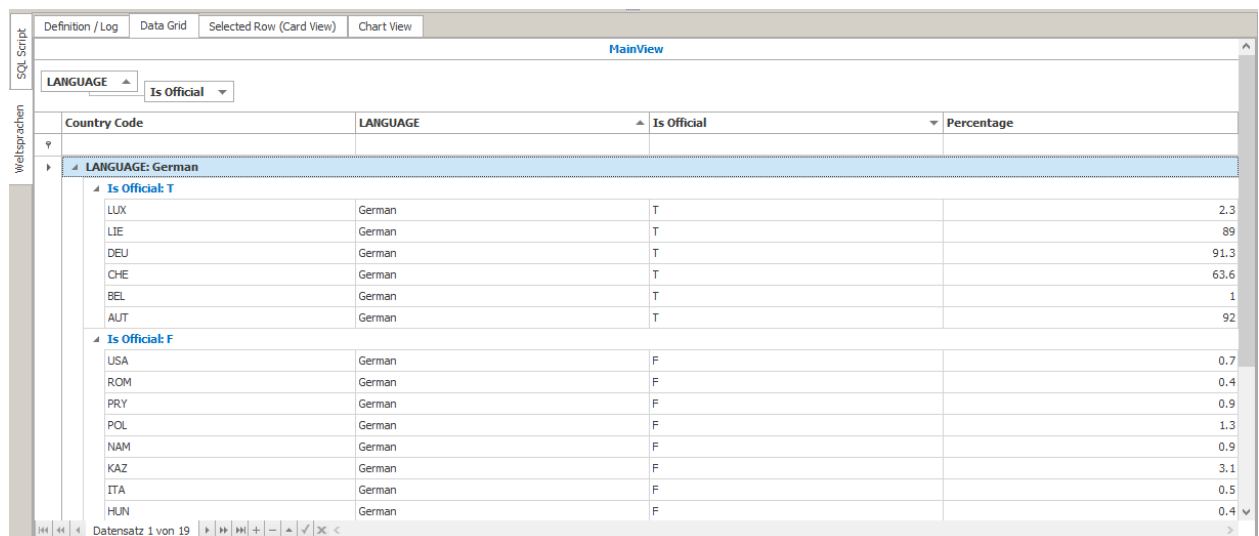 Definition / Log Data Grid Selected Row (Card View) Chart View
SQL Script
Weltsprachen
MainView
LANGUAGE
Is Official
Country Code LANGUAGE Is Official Percentage
LANGUAGE: German
Is Official: T
LUX German T 2.3
LIE German T 89
DEU German T 91.3
CHE German T 63.6
BEL German T 1
AUT German T 92
Is Official: F
USA German F 0.7
ROM German F 0.4
PRY German F 0.9
POL German F 1.3
NAM German F 0.9
KAZ German F 3.1
ITA German F 0.5
HUN German F 0.4
Datensatz 1 von 19